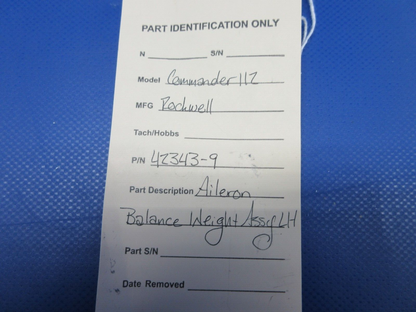 PART IDENTIFICATION ONLY
N S/N
Model Commander 112
MFG Rockwell
Tach/Hobbs
P/N 42343-9
Part Description Aileron
Balance Weight Assy LH
Part S/N
Date Removed